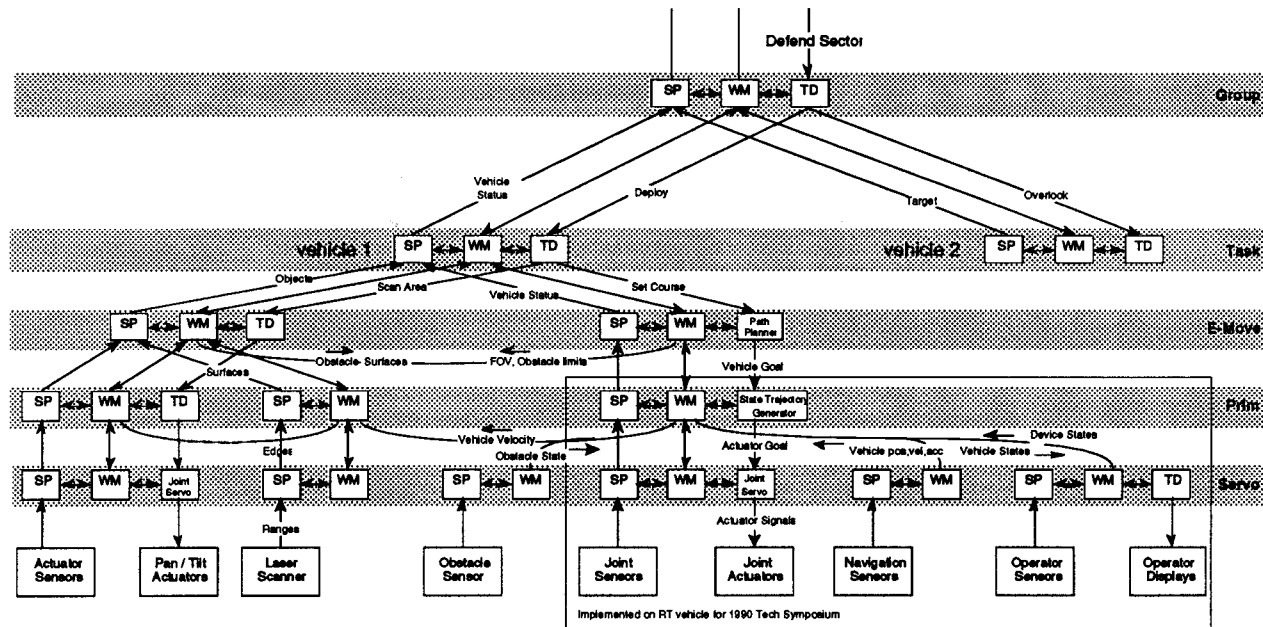 Defend Sector
SP
WM
TD
Group
Vehicle
Status
Deploy
Target
Overlook
vehicle 1
SP
WM
TD
vehicle 2
SP
WM
TD
Task
Objects
Scan Area
Vehicle Status
Set Course
SP
WM
TD
SP
WM
Path
Planner
E-Move
Obstacle- Surfaces
FOV, Obstacle limits
Surfaces
Vehicle Goal
SP
WM
TD
SP
WM
SP
WM
State Trajectory
Generator
Prim
Edges
Vehicle Velocity
Obstacle State
Actuator Goal
Vehicle pos,vel,acc
Device States
Vehicle States
SP
WM
Joint
Servo
SP
WM
SP
WM
SP
WM
Joint
Servo
SP
WM
SP
WM
TD
Servo
Ranges
Actuator Signals
Actuator
Sensors
Pan / Tilt
Actuators
Laser
Scanner
Obstacle
Sensor
Joint
Sensors
Joint
Actuators
Navigation
Sensors
Operator
Sensors
Operator
Displays
Implemented on RT vehicle for 1990 Tech Symposium